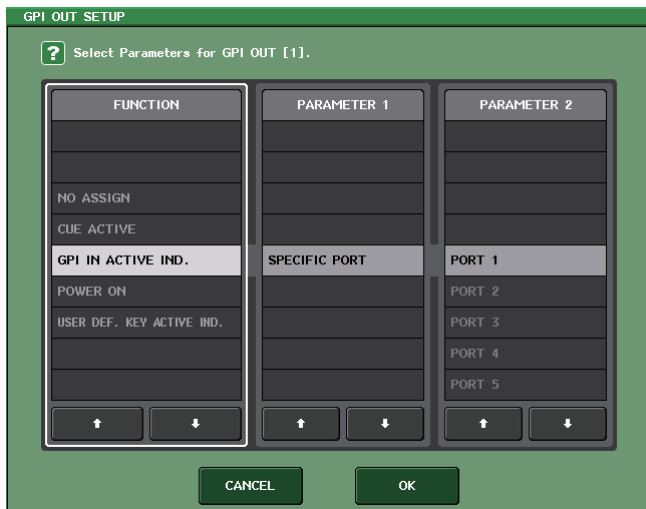 GPI OUT SETUP
? Select Parameters for GPI OUT [1].
FUNCTION
NO ASSIGN
CUE ACTIVE
GPI IN ACTIVE IND.
POWER ON
USER DEF. KEY ACTIVE IND.
PARAMETER 1
SPECIFIC PORT
PARAMETER 2
PORT 1
PORT 2
PORT 3
PORT 4
PORT 5
CANCEL
OK